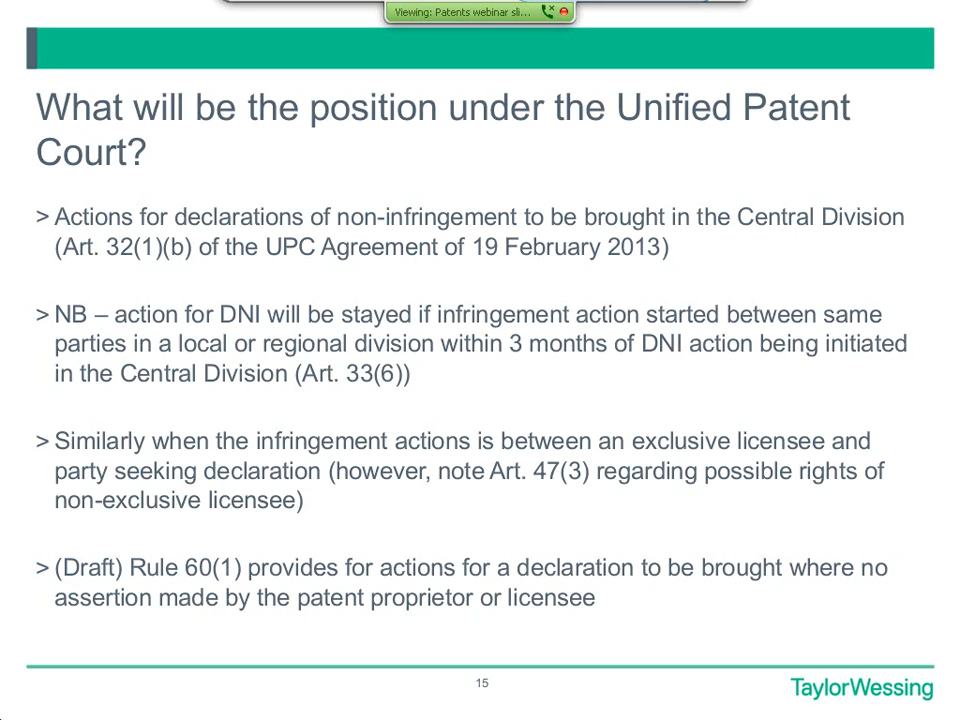 Viewing: Patents webinar sli...
What will be the position under the Unified Patent
Court?
> Actions for declarations of non-infringement to be brought in the Central Division
(Art. 32(1)(b) of the UPC Agreement of 19 February 2013)
> NB – action for DNI will be stayed if infringement action started between same
parties in a local or regional division within 3 months of DNI action being initiated
in the Central Division (Art. 33(6))
> Similarly when the infringement actions is between an exclusive licensee and
party seeking declaration (however, note Art. 47(3) regarding possible rights of
non-exclusive licensee)
> (Draft) Rule 60(1) provides for actions for a declaration to be brought where no
assertion made by the patent proprietor or licensee
15
TaylorWessing